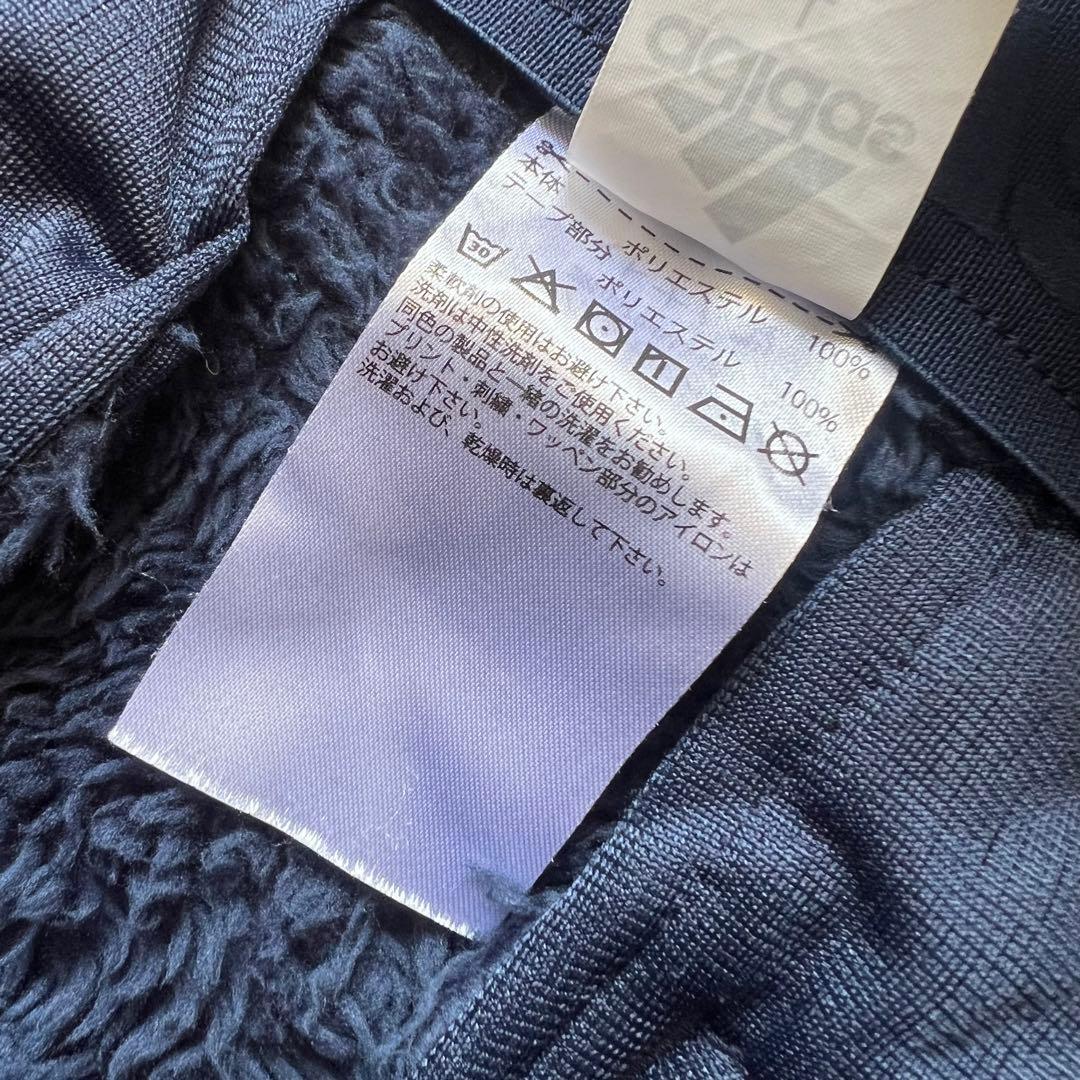 adidas
本体 ポリエステル 100%
テープ部分 ポリエステル 100%
30
柔軟剤の使用はお避け下さい。
洗剤は中性洗剤をご使用ください。
同色の製品と一緒の洗濯をお勧めします。
プリント・刺繍・ワッペン部分のアイロンは
お避け下さい。
洗濯および、乾燥時は裏返して下さい。